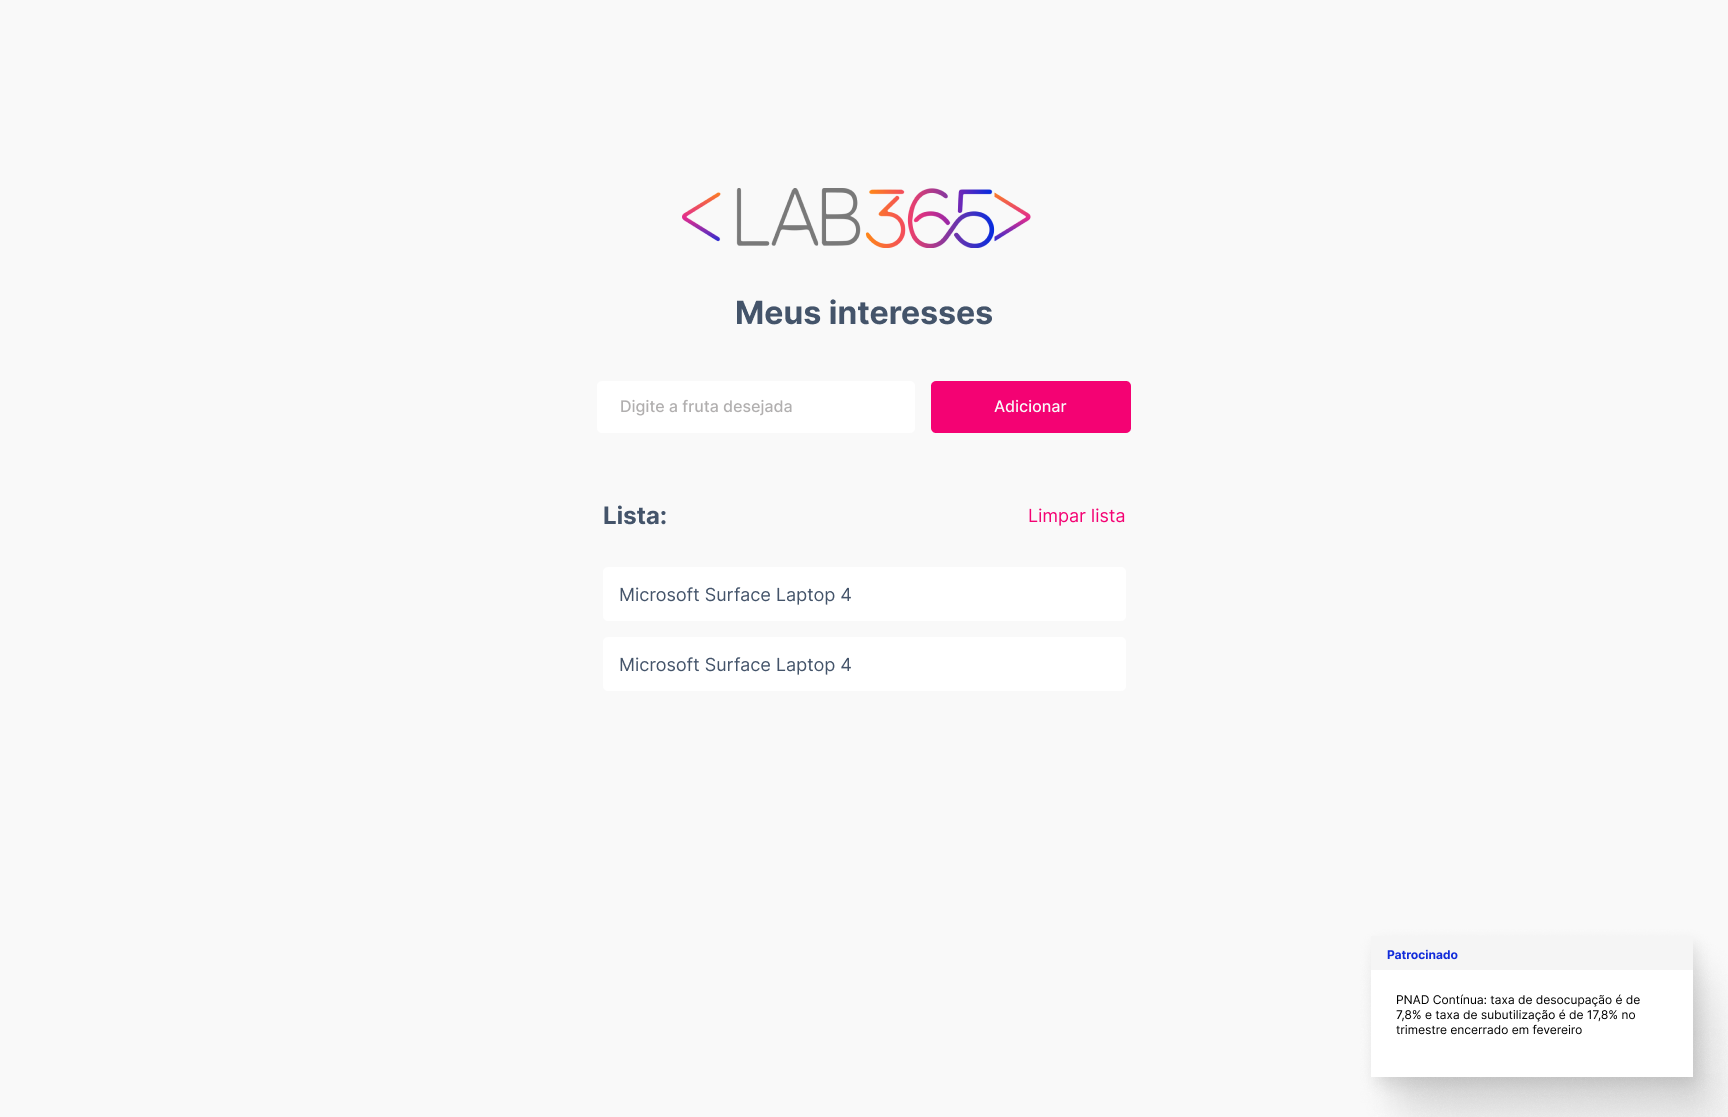 <LAB365>
Meus interesses
Digite a fruta desejada
Adicionar
Lista:
Limpar lista
Microsoft Surface Laptop 4
Microsoft Surface Laptop 4
Patrocinado
PNAD Contínua: taxa de desocupação é de
7,8% e taxa de subutilização é de 17,8% no
trimestre encerrado em fevereiro